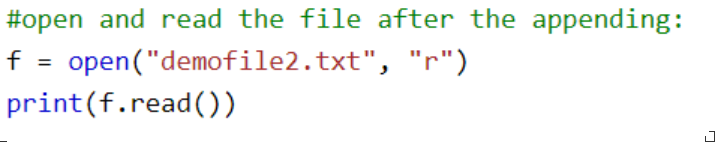 #open and read the file after the appending:
f = open("demofile2.txt", "r")
print(f.read())